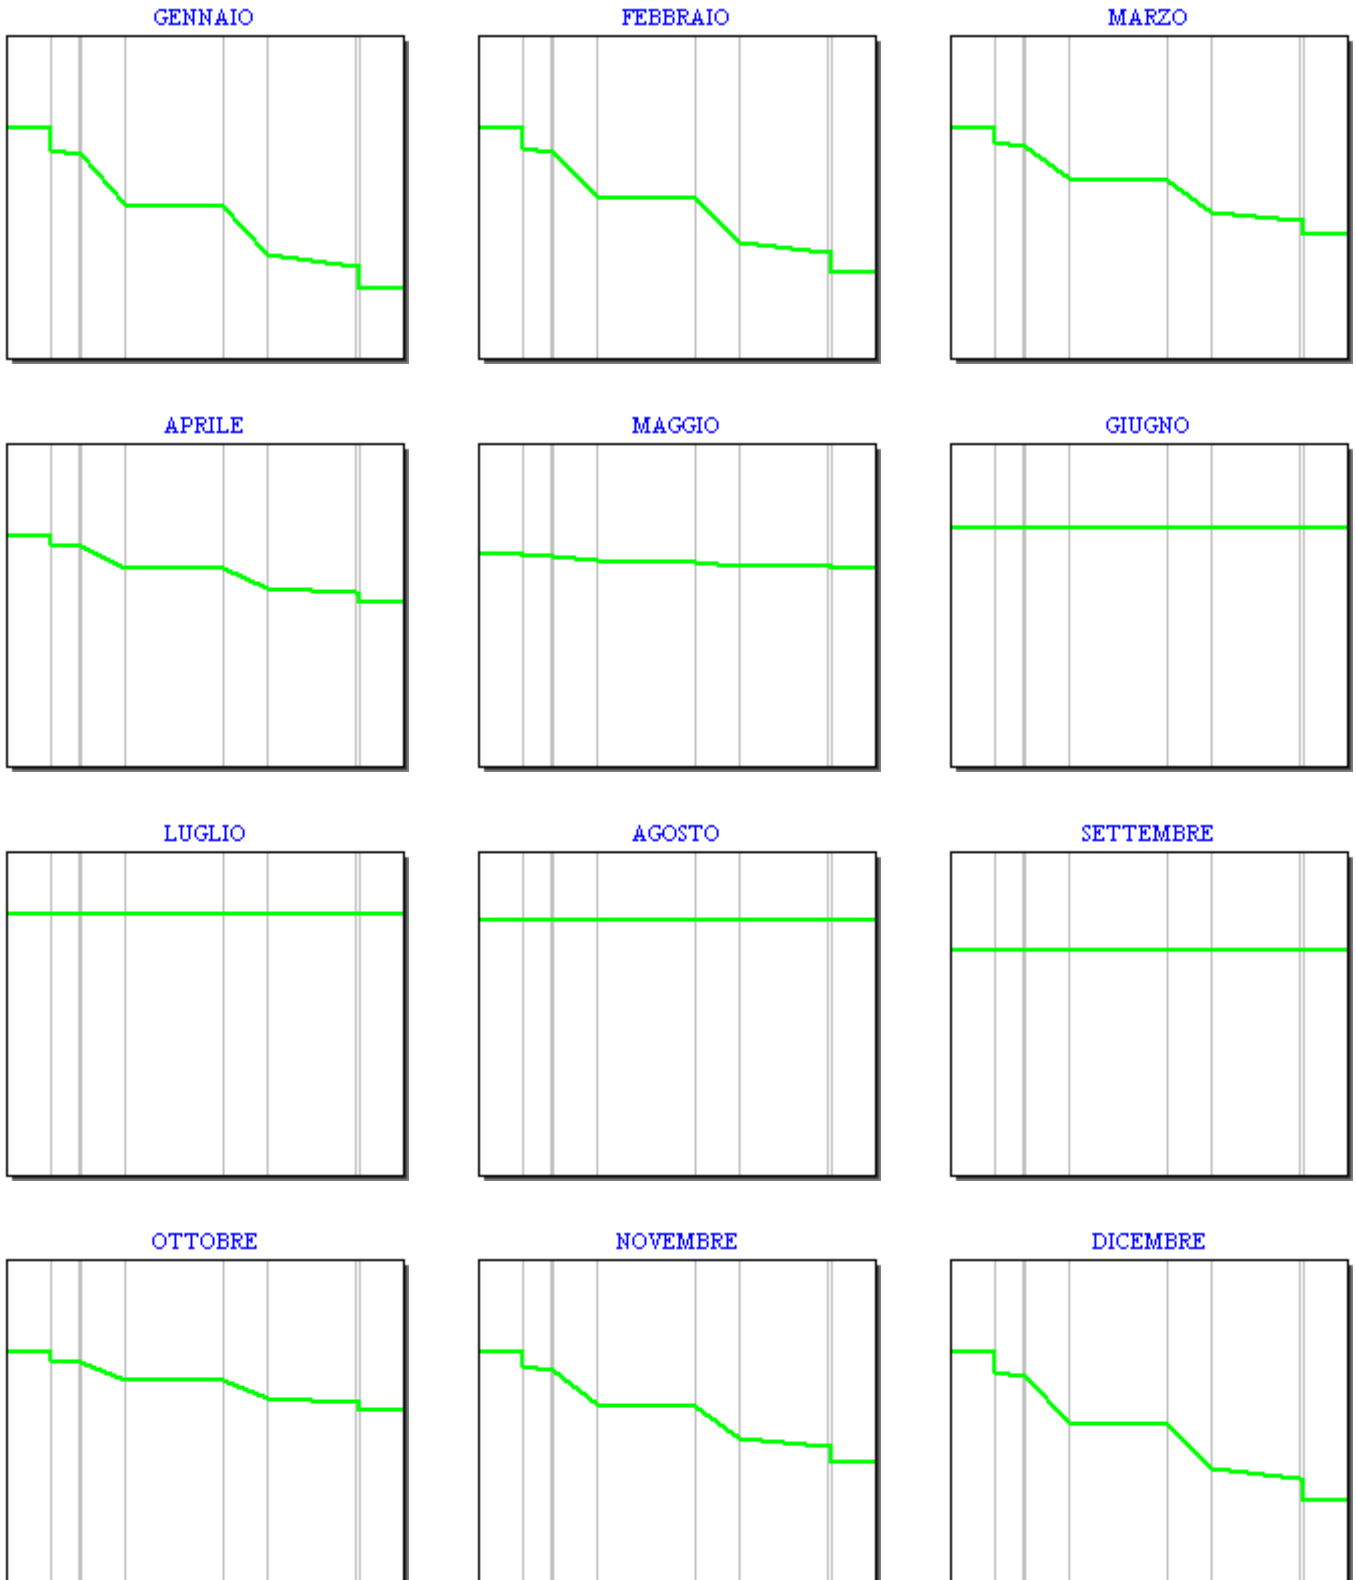 GENNAIO
FEBBRAIO
MARZO
APRILE
MAGGIO
GIUGNO
LUGLIO
AGOSTO
SETTEMBRE
OTTOBRE
NOVEMBRE
DICEMBRE